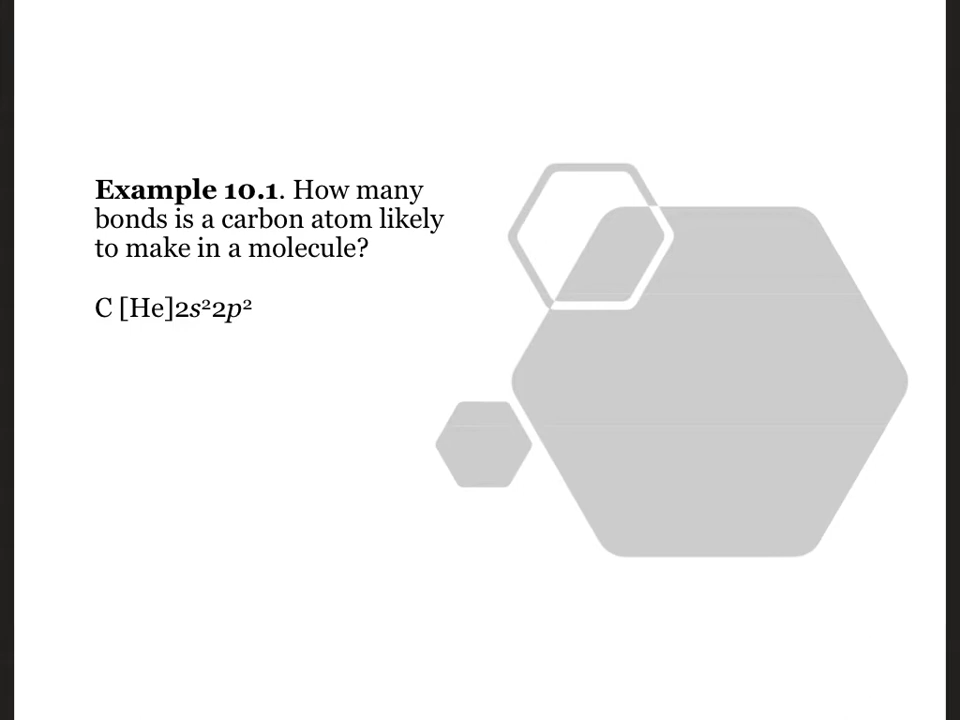 Example 10.1. How many
bonds is a carbon atom likely
to make in a molecule?
C [He]2s²2p²